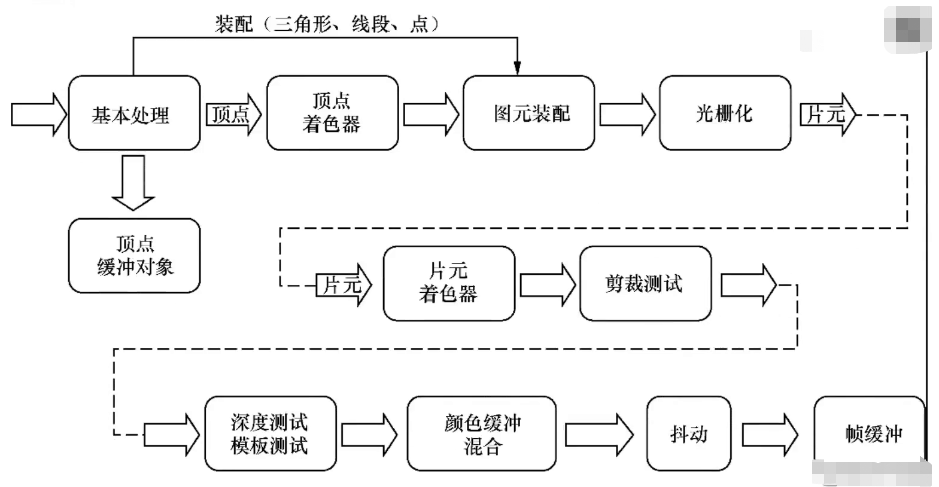 装配（三角形、线段、点）
基本处理
顶点
顶点
着色器
图元装配
光栅化
片元
顶点
缓冲对象
片元
片元
着色器
剪裁测试
深度测试
模板测试
颜色缓冲
混合
抖动
帧缓冲